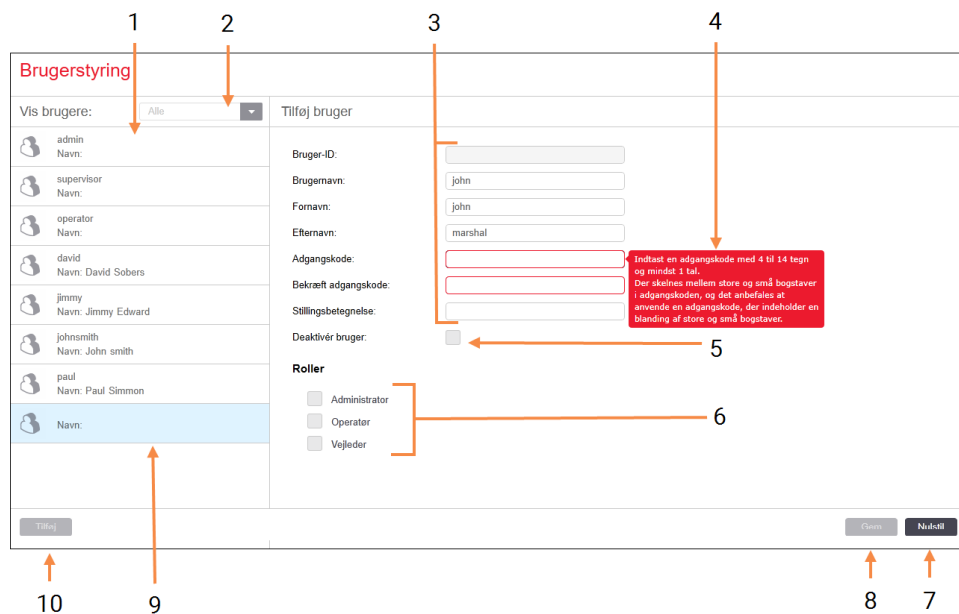 1
2
3
4
Brugerstyring
Vis brugere:
Alle
Tilføj bruger
admin
Navn:
supervisor
Navn:
operator
Navn:
david
Navn: David Sobers
jimmy
Navn: Jimmy Edward
johnsmith
Navn: John smith
paul
Navn: Paul Simmon
Navn:
Bruger-ID:
Brugernavn:
john
Fornavn:
john
Efternavn:
marshal
Adgangskode:
Bekræft adgangskode:
Stillingsbetegnelse:
Deaktivér bruger:
Indtast en adgangskode med 4 til 14 tegn
og mindst 1 tal.
Der skelnes mellem store og små bogstaver
i adgangskoden, og det anbefales at
anvende en adgangskode, der indeholder en
blanding af store og små bogstaver.
5
Roller
Administrator
Operatør
Vejleder
6
Tilføj
Gem
Nulstil
10
9
8
7